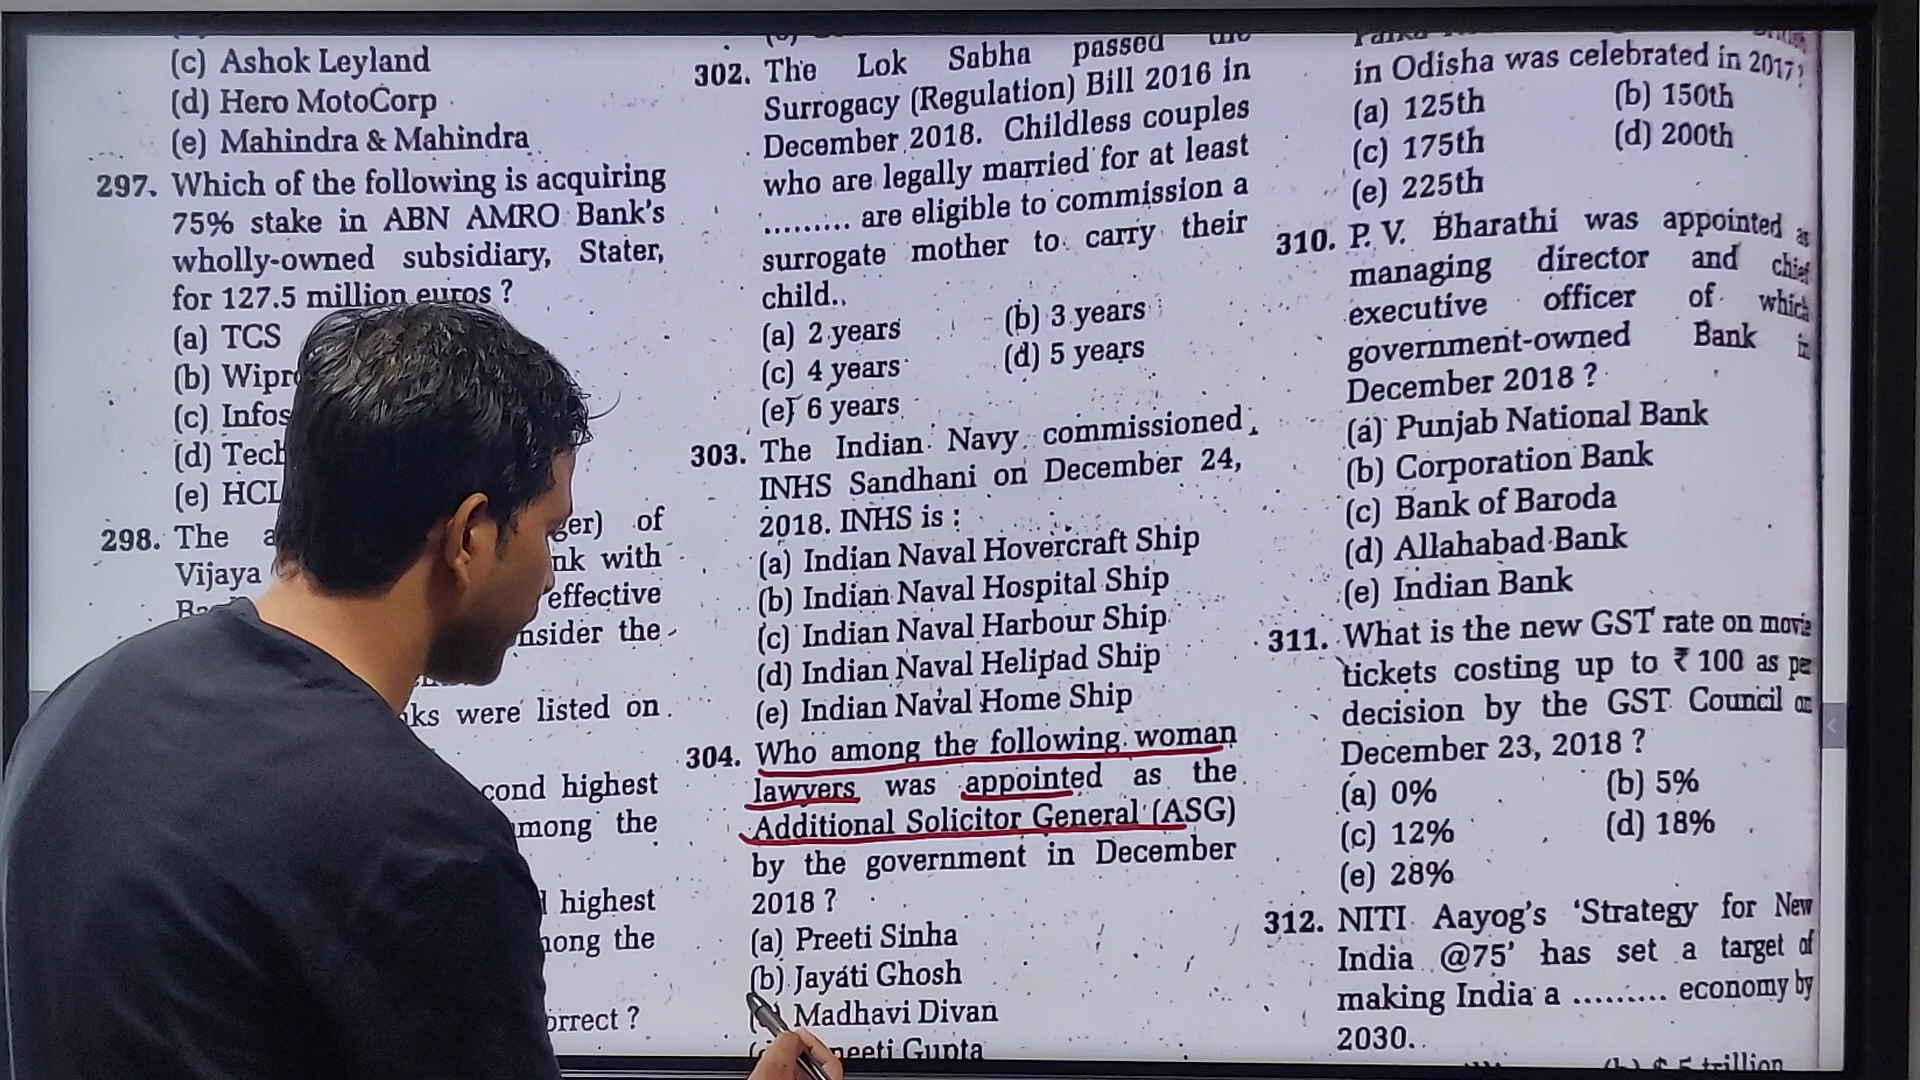 (c) Ashok Leyland
(d) Hero MotoCorp
(e) Mahindra & Mahindra
297. Which of the following is acquiring
75% stake in ABN AMRO Bank's
wholly-owned subsidiary, Stater,
for 127.5 million euros ?
(a) TCS
(b)
(c)
(d)
(e) HCL
298. The
Vijaya
of
with
effective
the
were listed on
highest
the
highest
the
?
302. The Lok Sabha passed the
Surrogacy (Regulation) Bill 2016 in
December 2018. Childless couples
who are legally married for at least
......... are eligible to commission a
surrogate mother to carry their
child..
(a) 2 years (b) 3 years
(c) 4 years (d) 5 years
(e) 6 years
303. The Indian Navy commissioned
INHS Sandhani on December 24,
2018. INHS is :
(a) Indian Naval Hovercraft Ship
(b) Indian Naval Hospital Ship
(c) Indian Naval Harbour Ship
(d) Indian Naval Helipad Ship
(e) Indian Naval Home Ship
304. Who among the following woman
lawyers was appointed as the
Additional Solicitor General (ASG)
by the government in December
2018 ?
(a) Preeti Sinha
(b) Jayati Ghosh
Madhavi Divan
Gupta
in Odisha was celebrated in 2017?
(a) 125th (b) 150th
(c) 175th (d) 200th
(e) 225th
310. P. V. Bharathi was appointed as
managing director and chief
executive officer of which
government-owned Bank in
December 2018 ?
(a) Punjab National Bank
(b) Corporation Bank
(c) Bank of Baroda
(d) Allahabad Bank
(e) Indian Bank
311. What is the new GST rate on movie
tickets costing up to ₹ 100 as per
decision by the GST Council on
December 23, 2018 ?
(a) 0% (b) 5%
(c) 12% (d) 18%
(e) 28%
312. NITI Aayog's 'Strategy for New
India @75' has set a target of
making India a ......... economy by
2030.
(b) $ 5 trillion